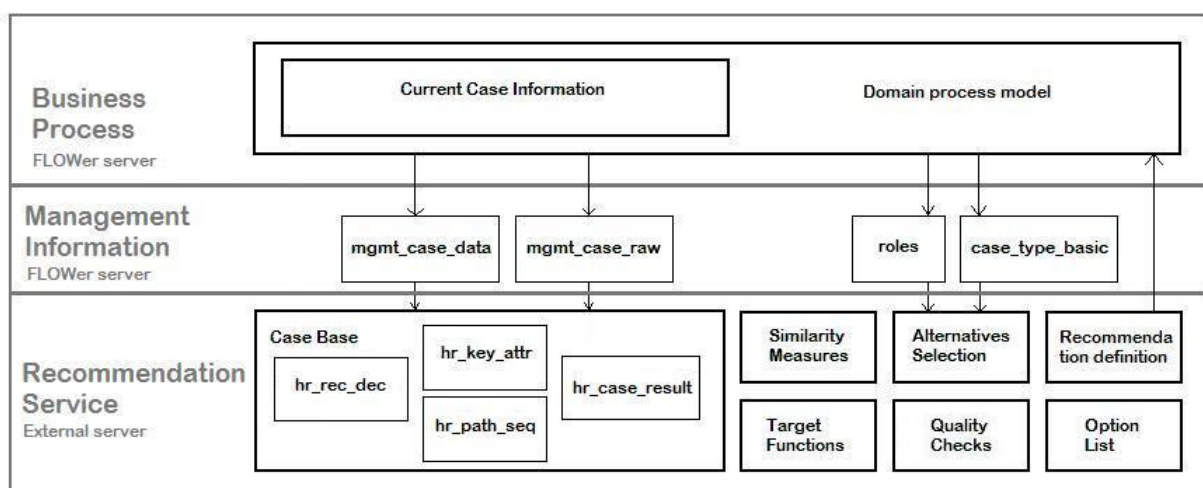 Business
Process
FLOWer server
Current Case Information
Domain process model
Management
Information
FLOWer server
mgmt_case_data
mgmt_case_raw
roles
case_type_basic
Recommendation
Service
External server
Case Base
hr_rec_dec
hr_key_attr
hr_path_seq
hr_case_result
Similarity
Measures
Alternatives
Selection
Recommenda
tion definition
Target
Functions
Quality
Checks
Option
List